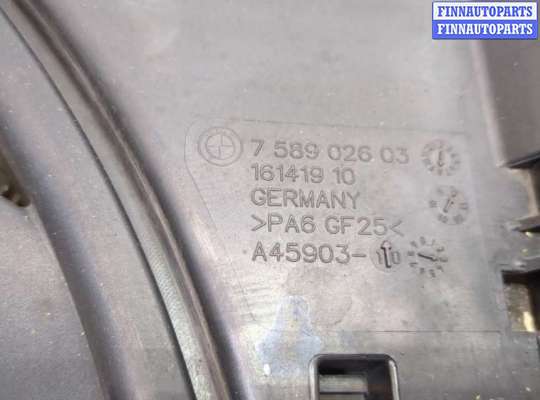 FINNAUTOPARTS
FINNAUTOPARTS
7 589 026 03
161419 10
GERMANY
>PA6 GF25<
A45903-